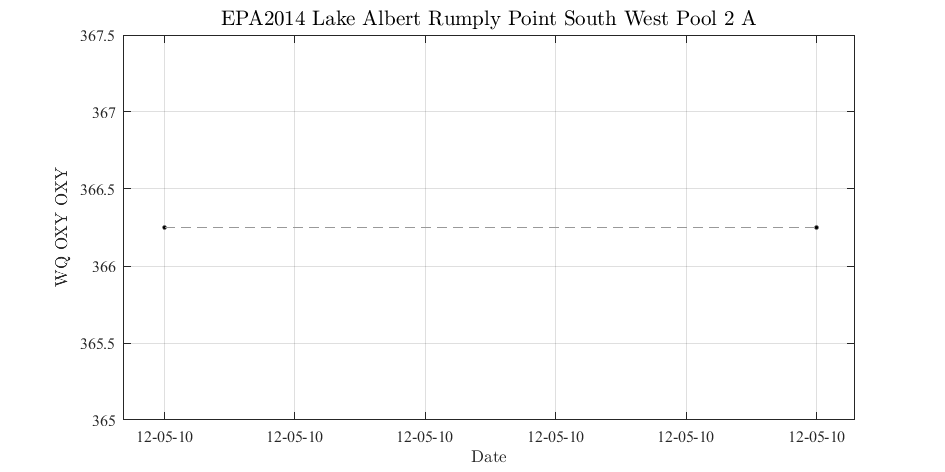 EPA2014 Lake Albert Rumply Point South West Pool 2 A
367.5
367
366.5
366
365.5
365
WQ OXY OXY
12-05-10 12-05-10 12-05-10 12-05-10 12-05-10 12-05-10
Date